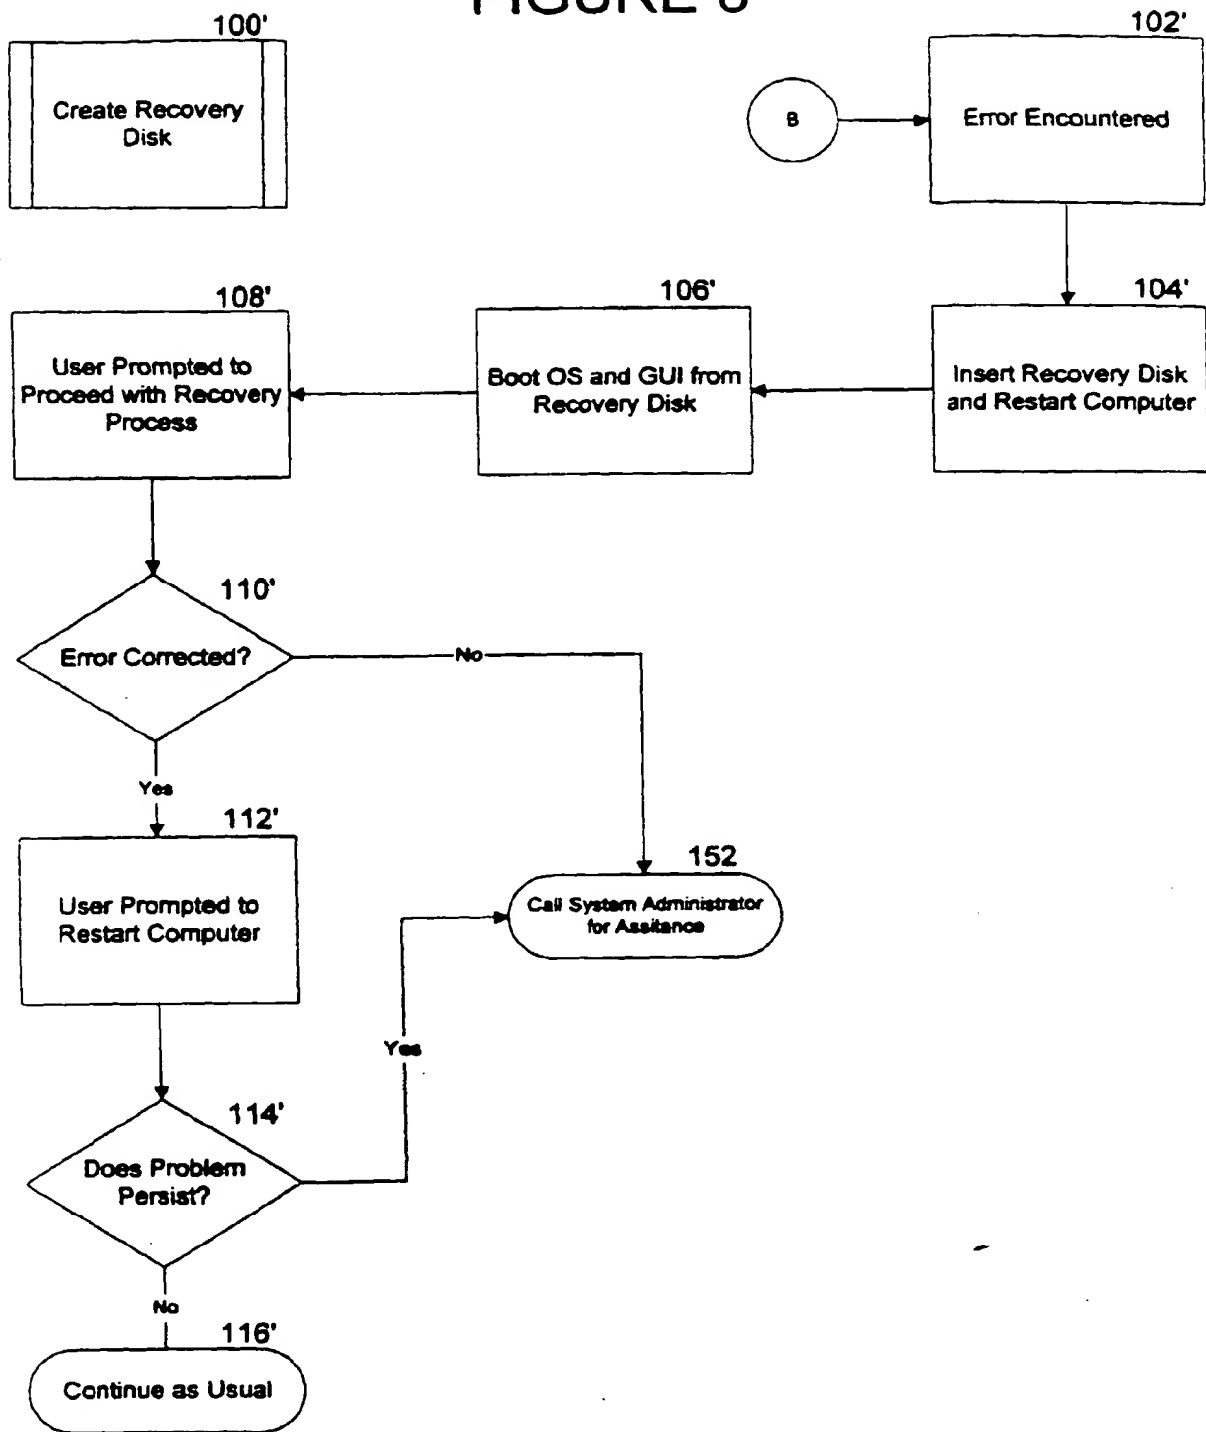 FIGURE
100'
Create Recovery
Disk
102'
B
Error Encountered
108'
User Prompted to
Proceed with Recovery
Process
106'
Boot OS and GUI from
Recovery Disk
104'
Insert Recovery Disk
and Restart Computer
110'
Error Corrected?
No
Yes
112'
User Prompted to
Restart Computer
152
Call System Administrator
for Assitance
Yes
114'
Does Problem
Persist?
No
116'
Continue as Usual